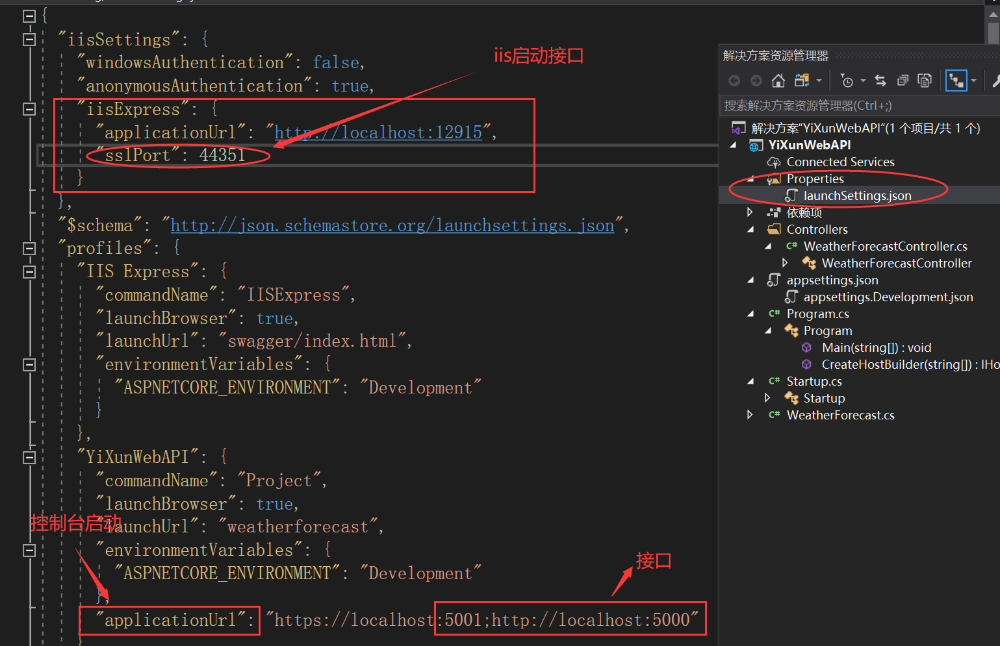 {
"iisSettings": {
"windowsAuthentication": false,
"anonymousAuthentication": true,
"iisExpress": {
"applicationUrl": "http://localhost:12915",
"sslPort": 44351
}
},
"$schema": "http://json.schemastore.org/launchsettings.json",
"profiles": {
"IIS Express": {
"commandName": "IISExpress",
"launchBrowser": true,
"launchUrl": "swagger/index.html",
"environmentVariables": {
"ASPNETCORE_ENVIRONMENT": "Development"
}
},
"YiXunWebAPI": {
"commandName": "Project",
"launchBrowser": true,
"launchUrl": "weatherforecast",
"environmentVariables": {
"ASPNETCORE_ENVIRONMENT": "Development"
},
"applicationUrl": "https://localhost:5001;http://localhost:5000"
}
iis启动接口
控制台启动
接口
解决方案资源管理器
搜索解决方案资源管理器(Ctrl+;)
解决方案"YiXunWebAPI"(1 个项目/共 1 个)
YiXunWebAPI
Connected Services
Properties
launchSettings.json
依赖项
Controllers
C# WeatherForecastController.cs
WeatherForecastController
appsettings.json
appsettings.Development.json
C# Program.cs
Program
Main(string[]) : void
CreateHostBuilder(string[]) : IHo
C# Startup.cs
Startup
C# WeatherForecast.cs